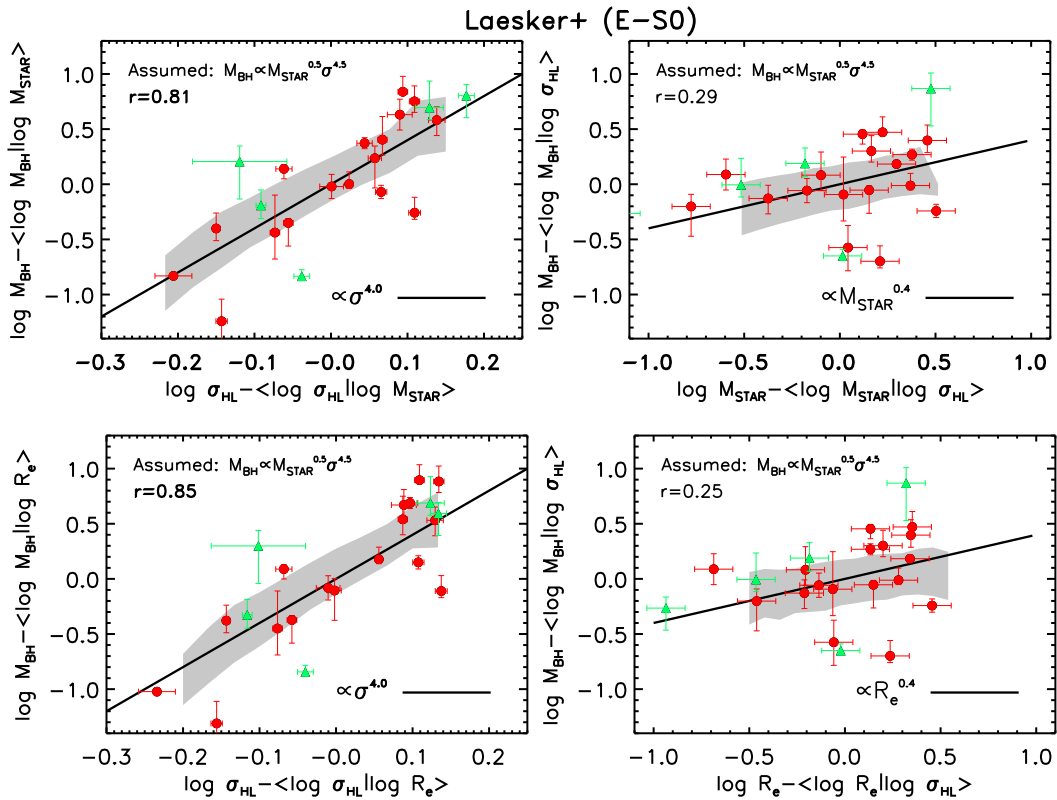 Laesker+ (E-S0)
log M_BH-<log M_BH|log M_STAR>
1.0
0.5
0.0
-0.5
-1.0
Assumed: M_BH∝M_STAR^0.5σ^4.5
r=0.81
∝σ^4.0
-0.3 -0.2 -0.1 -0.0 0.1 0.2
log σ_HL-<log σ_HL|log M_STAR>
log M_BH-<log M_BH|log σ_HL>
1.0
0.5
0.0
-0.5
-1.0
Assumed: M_BH∝M_STAR^0.5σ^4.5
r=0.29
∝M_STAR^0.4
-1.0 -0.5 0.0 0.5 1.0
log M_STAR-<log M_STAR|log σ_HL>
log M_BH-<log M_BH|log R_e>
1.0
0.5
0.0
-0.5
-1.0
Assumed: M_BH∝M_STAR^0.5σ^4.5
r=0.85
∝σ^4.0
-0.3 -0.2 -0.1 -0.0 0.1 0.2
log σ_HL-<log σ_HL|log R_e>
log M_BH-<log M_BH|log σ_HL>
1.0
0.5
0.0
-0.5
-1.0
Assumed: M_BH∝M_STAR^0.5σ^4.5
r=0.25
∝R_e^0.4
-1.0 -0.5 0.0 0.5 1.0
log R_e-<log R_e|log σ_HL>